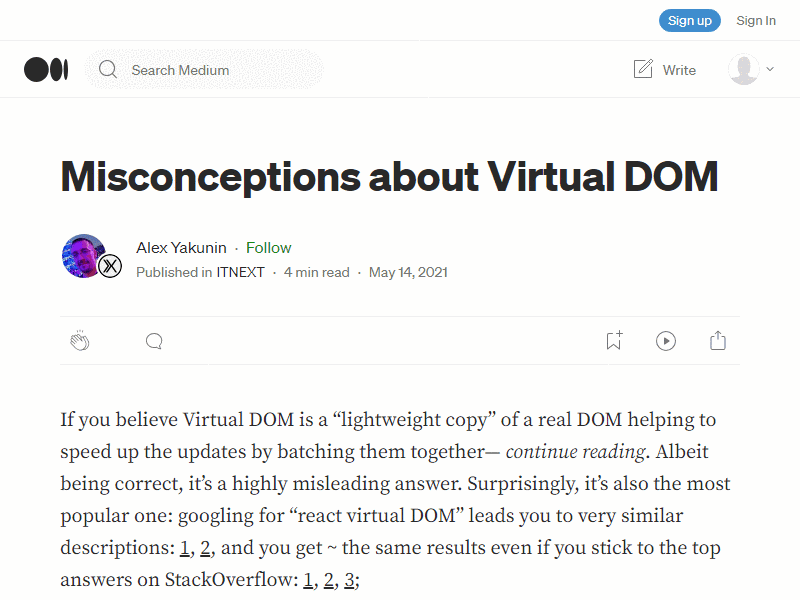 Sign up Sign In
Search Medium Write
Misconceptions about Virtual DOM
Alex Yakunin · Follow
Published in ITNEXT · 4 min read · May 14, 2021
If you believe Virtual DOM is a “lightweight copy” of a real DOM helping to
speed up the updates by batching them together— continue reading. Albeit
being correct, it’s a highly misleading answer. Surprisingly, it’s also the most
popular one: googling for “react virtual DOM” leads you to very similar
descriptions: 1, 2, and you get ~ the same results even if you stick to the top
answers on StackOverflow: 1, 2, 3;